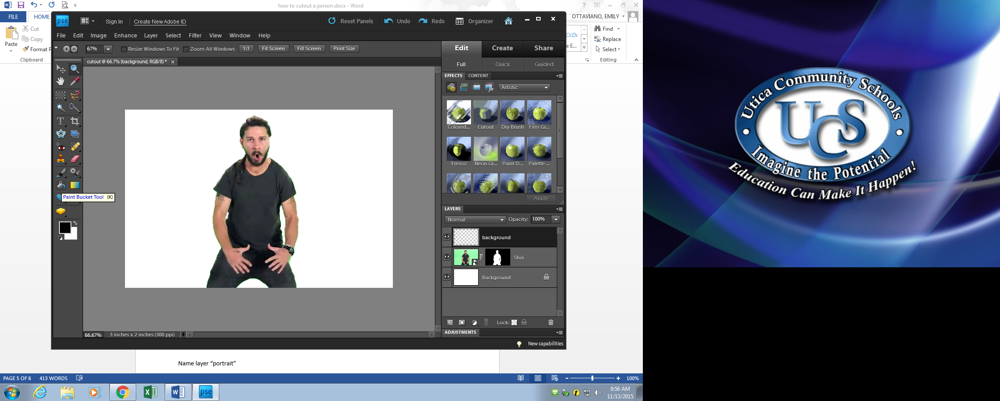 how to cutout a person.docx - Word
FILE
HOME
OTTAVIANO, EMILY
Cut
Copy
Format P
Paste
Clipboard
CcDc
e E...
Find
Replace
Select
Editing
pse
Sign In
Create New Adobe ID
Reset Panels
Undo
Redo
Organizer
File Edit Image Enhance Layer Select Filter View Window Help
67%
Resize Windows To Fit
Zoom All Windows
1:1
Fit Screen
Fill Screen
Print Size
Edit
Create
Share
cutout @ 66.7% (background, RGB/8) *
Full
Quick
Guided
EFFECTS
CONTENT
Artistic
Colored...
Cutout
Dry Brush
Film Gr...
Fresco
Neon Gl...
Paint D...
Palette ...
Apply
Paint Bucket Tool (K)
LAYERS
Normal
Opacity: 100%
background
Shia
Background
Lock:
66.67%
3 inches x 2 inches (300 ppi)
ADJUSTMENTS
New capabilities
Name layer “portrait”
PAGE 5 OF 6
413 WORDS
100%
pse
9:56 AM
11/13/2015
Utica Community Schools
UCS
Imagine the Potential
Education Can Make It Happen!